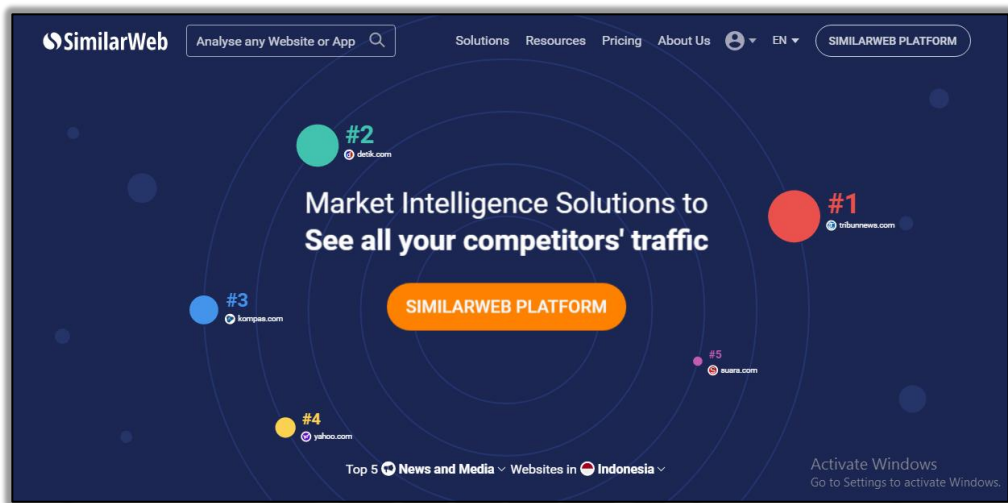 SimilarWeb
Analyse any Website or App
Solutions Resources Pricing About Us EN SIMILARWEB PLATFORM
#2
detik.com
Market Intelligence Solutions to
See all your competitors' traffic
#1
tribunnews.com
SIMILARWEB PLATFORM
#3
kompas.com
#5
suara.com
#4
yahoo.com
Top 5 News and Media Websites in Indonesia
Activate Windows
Go to Settings to activate Windows.